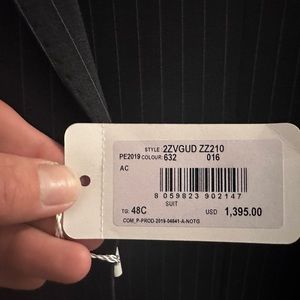 STYLE 2ZVGUD ZZ210
PE2019 COLOUR: 632 016
AC
8 059823 902147
SUIT
TG: 48C USD 1,395.00
COM_P-PROD-2019-04641-A-NOTG